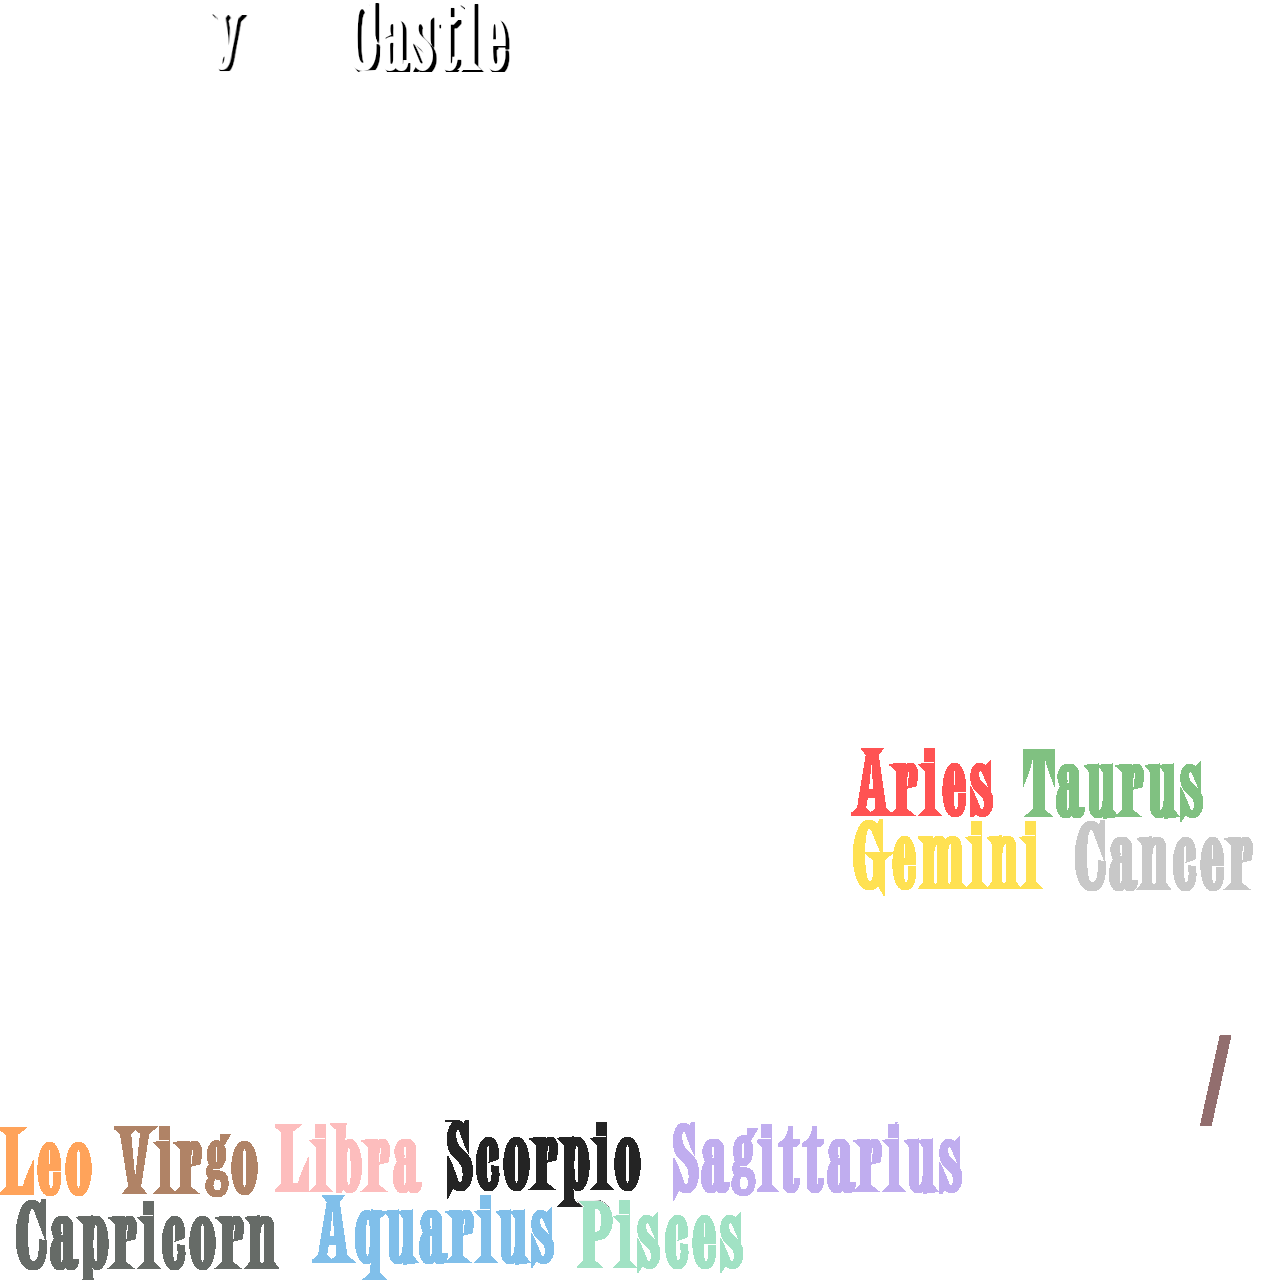 y Castle
Aries Taurus
Gemini Cancer
/
Leo Virgo Libra Scorpio Sagittarius
Capricorn Aquarius Pisces